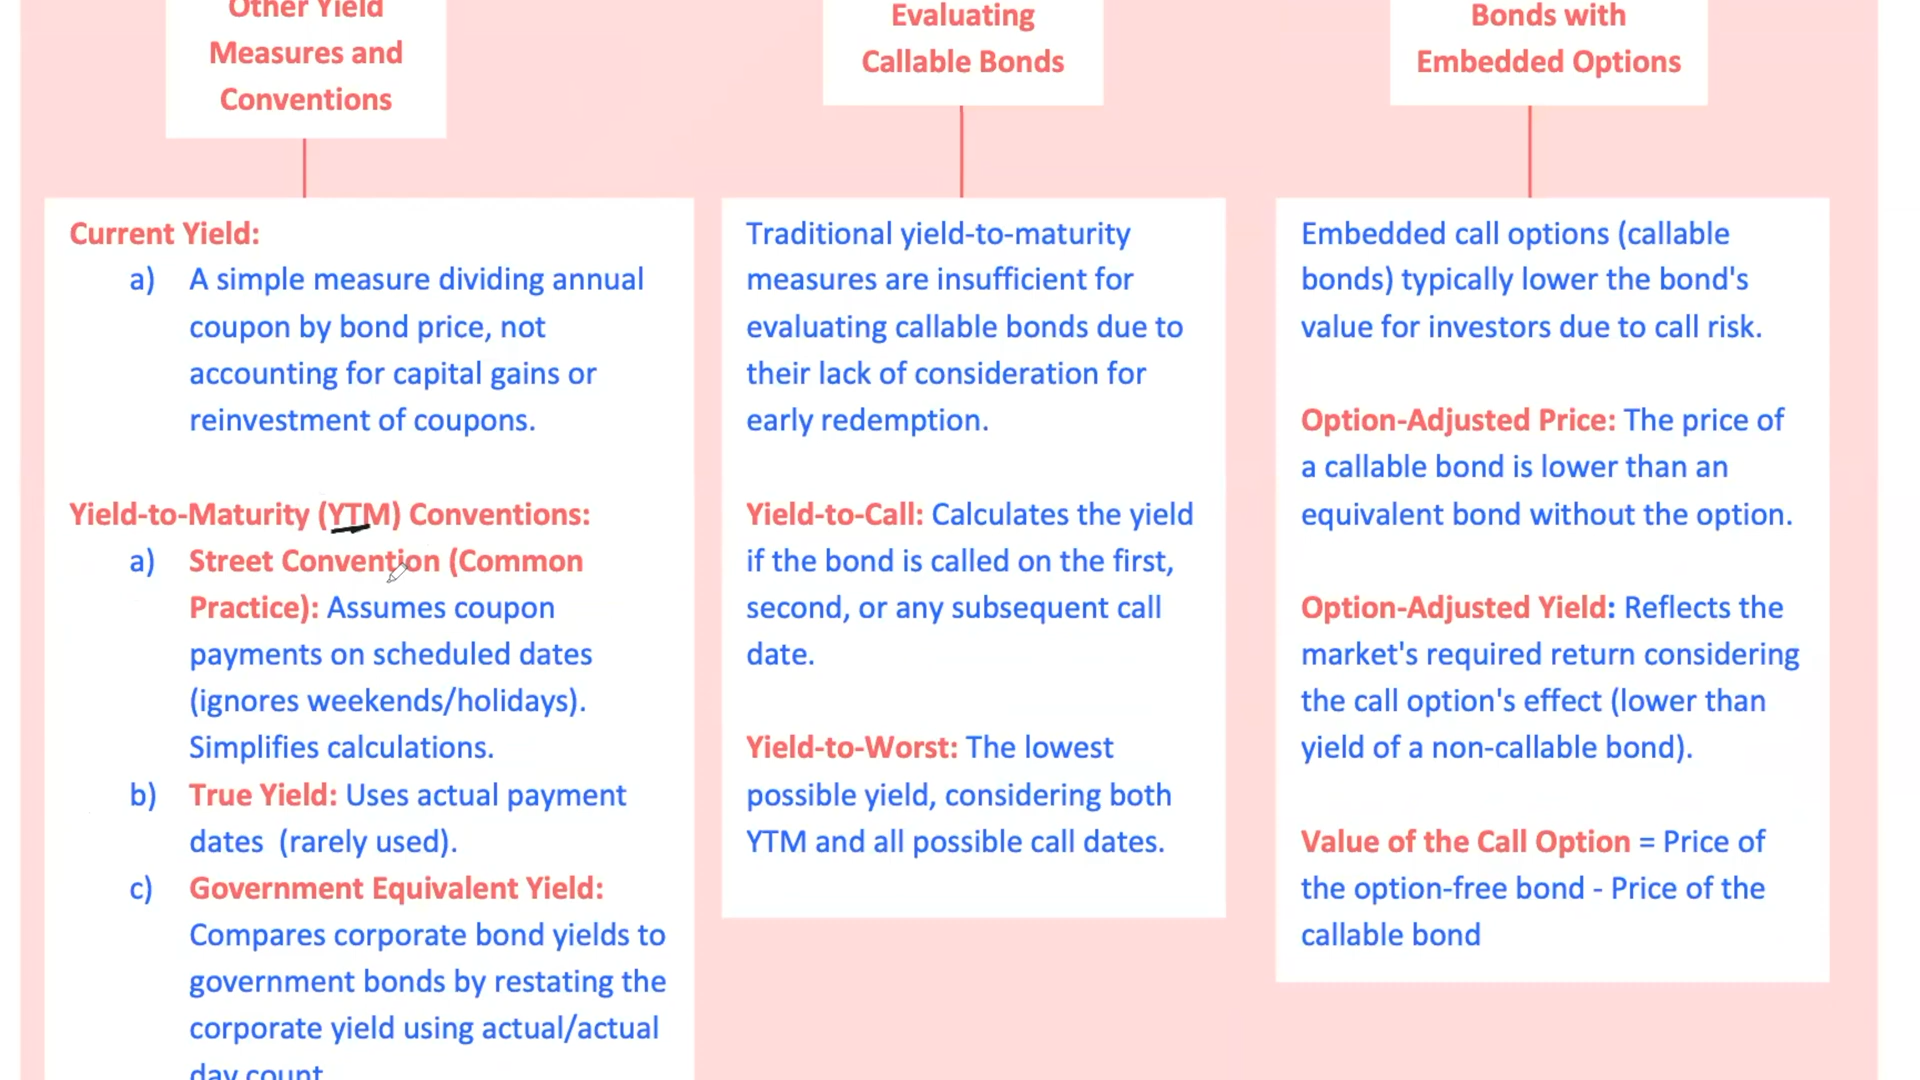 Other Yield
Measures and
Conventions
Current Yield:
a) A simple measure dividing annual
coupon by bond price, not
accounting for capital gains or
reinvestment of coupons.
Yield-to-Maturity (YTM) Conventions:
a) Street Convention (Common
Practice): Assumes coupon
payments on scheduled dates
(ignores weekends/holidays).
Simplifies calculations.
b) True Yield: Uses actual payment
dates (rarely used).
c) Government Equivalent Yield:
Compares corporate bond yields to
government bonds by restating the
corporate yield using actual/actual
day count.
Evaluating
Callable Bonds
Traditional yield-to-maturity
measures are insufficient for
evaluating callable bonds due to
their lack of consideration for
early redemption.
Yield-to-Call: Calculates the yield
if the bond is called on the first,
second, or any subsequent call
date.
Yield-to-Worst: The lowest
possible yield, considering both
YTM and all possible call dates.
Bonds with
Embedded Options
Embedded call options (callable
bonds) typically lower the bond's
value for investors due to call risk.
Option-Adjusted Price: The price of
a callable bond is lower than an
equivalent bond without the option.
Option-Adjusted Yield: Reflects the
market's required return considering
the call option's effect (lower than
yield of a non-callable bond).
Value of the Call Option = Price of
the option-free bond - Price of the
callable bond